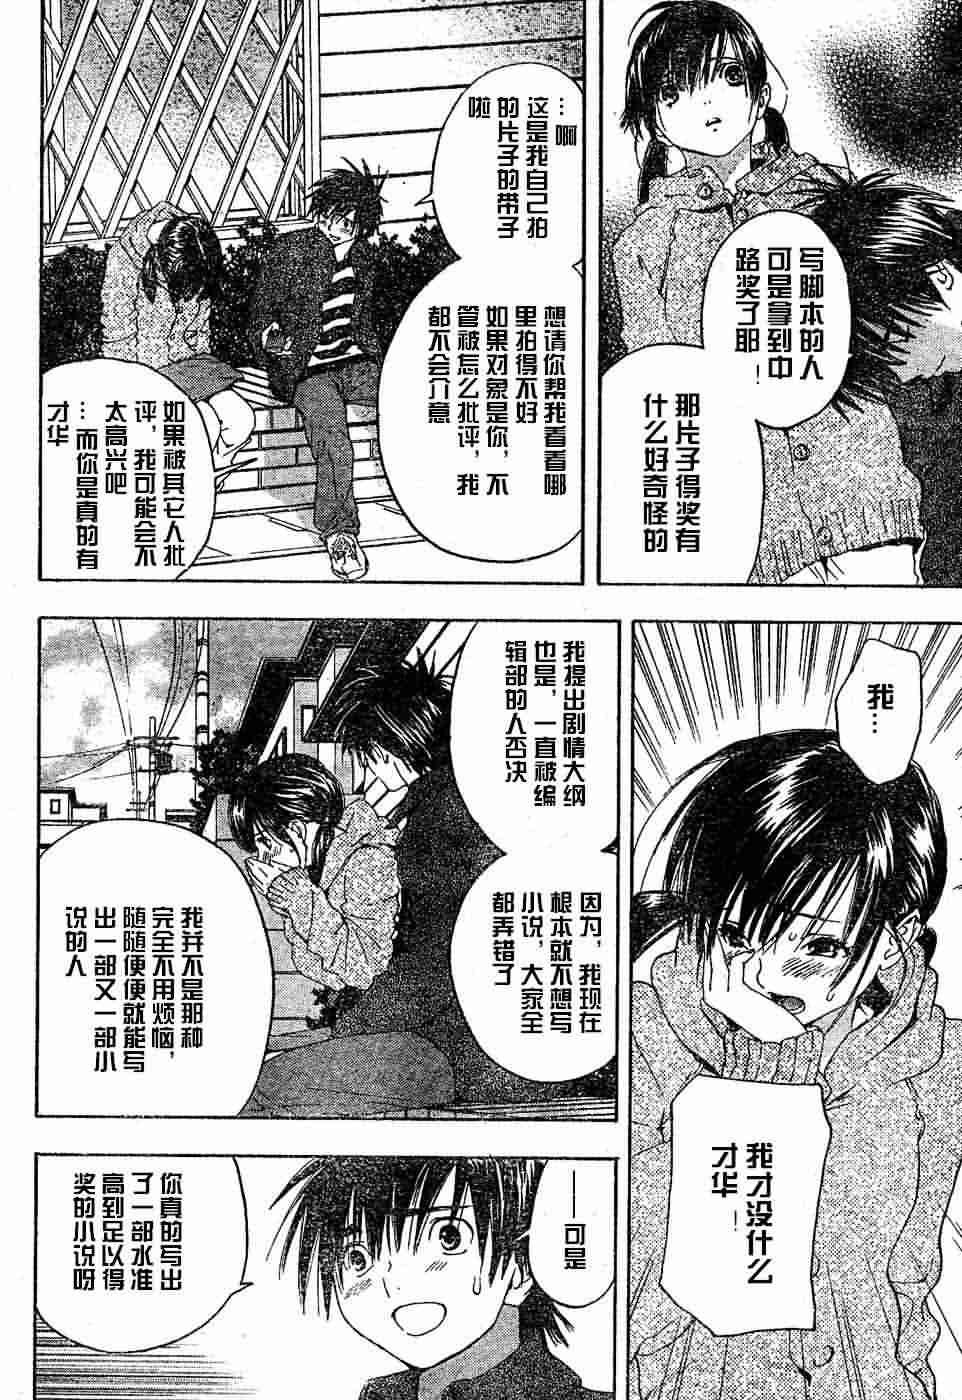 写脚本的人
可是拿到中
路奖了耶！
那片子得奖有
什么好奇怪的
…啊
这是我自己拍
的片子的带子
啦
想请你帮我看看哪
里拍得不好
如果对象是你，不
管被怎么批评，我
都不会介意
如果被其它人批
评，我可能会不
太高兴吧
…而你是真的有
才华
我…
我才没什么
才华！
我提出剧情大纲
也是，一直被编
辑部的人否决
因为，我现在
根本就不想写
小说，大家全
都弄错了
我并不是那种
完全不用烦恼，
随随便便就能写
出一部又一部小
说的人
——可是
你真的写出
了一部水准
高到足以得
奖的小说呀